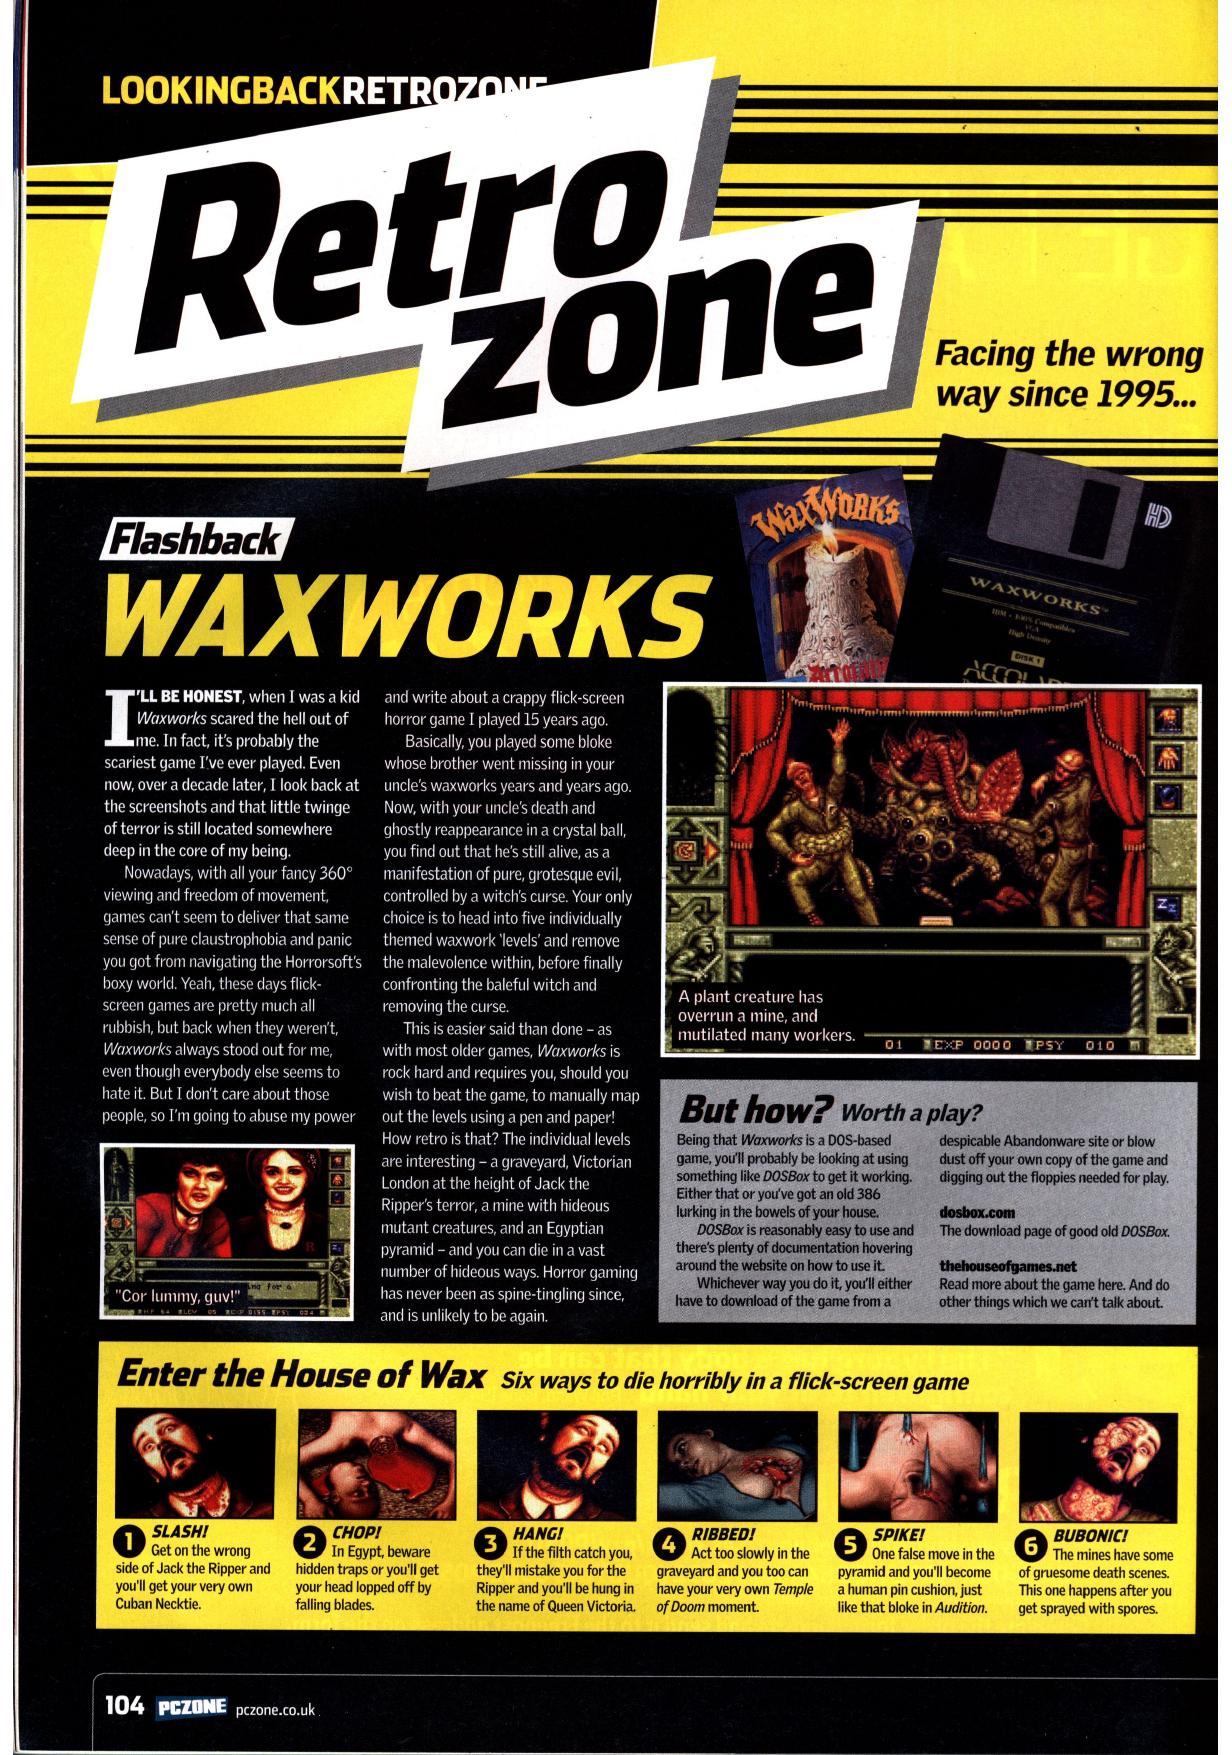 LOOKINGBACKRETROZONE
Retro
zone
Facing the wrong
way since 1995...
WAXWORKS
ACCOLADE
HD
WAXWORKS™
IBM • 100% Compatibles
VGA
High Density
DISK 1
Flashback
WAXWORKS
I'LL BE HONEST, when I was a kid
Waxworks scared the hell out of
me. In fact, it's probably the
scariest game I've ever played. Even
now, over a decade later, I look back at
the screenshots and that little twinge
of terror is still located somewhere
deep in the core of my being.
Nowadays, with all your fancy 360°
viewing and freedom of movement,
games can't seem to deliver that same
sense of pure claustrophobia and panic
you got from navigating the Horrorsoft's
boxy world. Yeah, these days flick-
screen games are pretty much all
rubbish, but back when they weren't,
Waxworks always stood out for me,
even though everybody else seems to
hate it. But I don't care about those
people, so I'm going to abuse my power
"Cor lummy, guv!"
and write about a crappy flick-screen
horror game I played 15 years ago.
Basically, you played some bloke
whose brother went missing in your
uncle's waxworks years and years ago.
Now, with your uncle's death and
ghostly reappearance in a crystal ball,
you find out that he's still alive, as a
manifestation of pure, grotesque evil,
controlled by a witch's curse. Your only
choice is to head into five individually
themed waxwork 'levels' and remove
the malevolence within, before finally
confronting the baleful witch and
removing the curse.
This is easier said than done – as
with most older games, Waxworks is
rock hard and requires you, should you
wish to beat the game, to manually map
out the levels using a pen and paper!
How retro is that? The individual levels
are interesting – a graveyard, Victorian
London at the height of Jack the
Ripper's terror, a mine with hideous
mutant creatures, and an Egyptian
pyramid – and you can die in a vast
number of hideous ways. Horror gaming
has never been as spine-tingling since,
and is unlikely to be again.
A plant creature has
overrun a mine, and
mutilated many workers.
01 EXP 0000 PSY 010
But how? Worth a play?
Being that Waxworks is a DOS-based
game, you'll probably be looking at using
something like DOSBox to get it working.
Either that or you've got an old 386
lurking in the bowels of your house.
DOSBox is reasonably easy to use and
there's plenty of documentation hovering
around the website on how to use it.
Whichever way you do it, you'll either
have to download of the game from a
despicable Abandonware site or blow
dust off your own copy of the game and
digging out the floppies needed for play.
dosbox.com
The download page of good old DOSBox.
thehouseofgames.net
Read more about the game here. And do
other things which we can't talk about.
Enter the House of Wax Six ways to die horribly in a flick-screen game
1 SLASH!
Get on the wrong
side of Jack the Ripper and
you'll get your very own
Cuban Necktie.
2 CHOP!
In Egypt, beware
hidden traps or you'll get
your head lopped off by
falling blades.
3 HANG!
If the filth catch you,
they'll mistake you for the
Ripper and you'll be hung in
the name of Queen Victoria.
4 RIBBED!
Act too slowly in the
graveyard and you too can
have your very own Temple
of Doom moment.
5 SPIKE!
One false move in the
pyramid and you'll become
a human pin cushion, just
like that bloke in Audition.
6 BUBONIC!
The mines have some
of gruesome death scenes.
This one happens after you
get sprayed with spores.
104 PCZONE pczone.co.uk